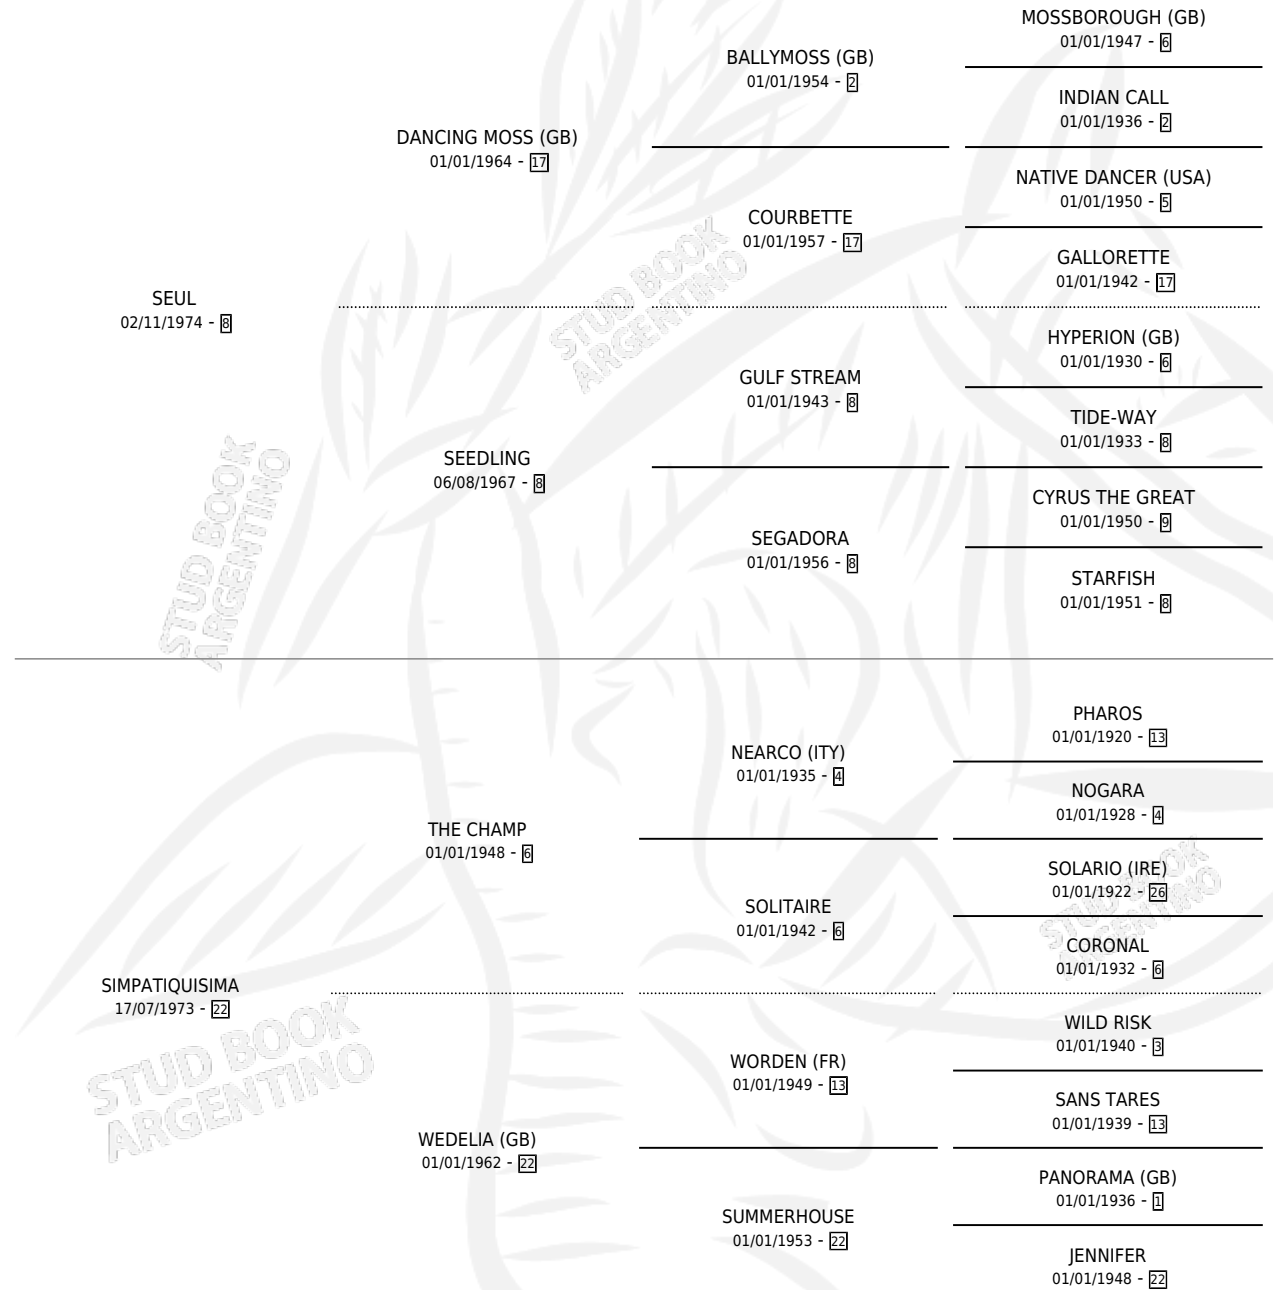 MOSSBOROUGH (GB)
01/01/1947 - 6
BALLYMOSS (GB)
01/01/1954 - 2
INDIAN CALL
01/01/1936 - 2
DANCING MOSS (GB)
01/01/1964 - 17
NATIVE DANCER (USA)
01/01/1950 - 5
COURBETTE
01/01/1957 - 17
GALLORETTE
01/01/1942 - 17
SEUL
02/11/1974 - 8
HYPERION (GB)
01/01/1930 - 6
GULF STREAM
01/01/1943 - 8
TIDE-WAY
01/01/1933 - 8
SEEDLING
06/08/1967 - 8
CYRUS THE GREAT
01/01/1950 - 9
SEGADORA
01/01/1956 - 8
STARFISH
01/01/1951 - 8
PHAROS
01/01/1920 - 13
NEARCO (ITY)
01/01/1935 - 4
NOGARA
01/01/1928 - 4
THE CHAMP
01/01/1948 - 6
SOLARIO (IRE)
01/01/1922 - 26
SOLITAIRE
01/01/1942 - 6
CORONAL
01/01/1932 - 6
SIMPATIQUISIMA
17/07/1973 - 22
WILD RISK
01/01/1940 - 3
WORDEN (FR)
01/01/1949 - 13
SANS TARES
01/01/1939 - 13
WEDELIA (GB)
01/01/1962 - 22
PANORAMA (GB)
01/01/1936 - 1
SUMMERHOUSE
01/01/1953 - 22
JENNIFER
01/01/1948 - 22
STUD BOOK
ARGENTINO
STUD BOOK
ARGENTINO
STUD BOOK
ARGENTINO
STUD BOOK
ARGENTINO